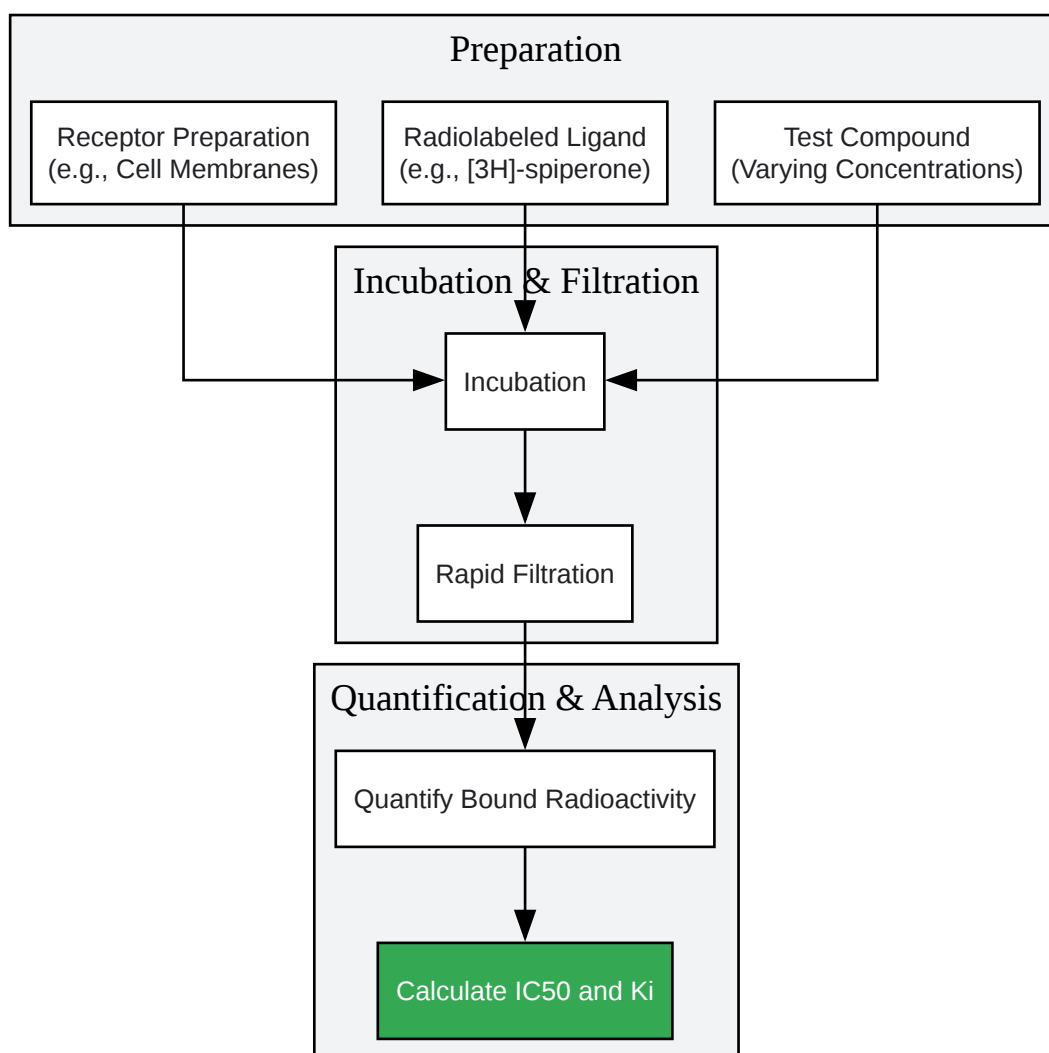 Preparation
Receptor Preparation
(e.g., Cell Membranes)
Radiolabeled Ligand
(e.g., [3H]-spiperone)
Test Compound
(Varying Concentrations)
Incubation & Filtration
Incubation
Rapid Filtration
Quantification & Analysis
Quantify Bound Radioactivity
Calculate IC50 and Ki